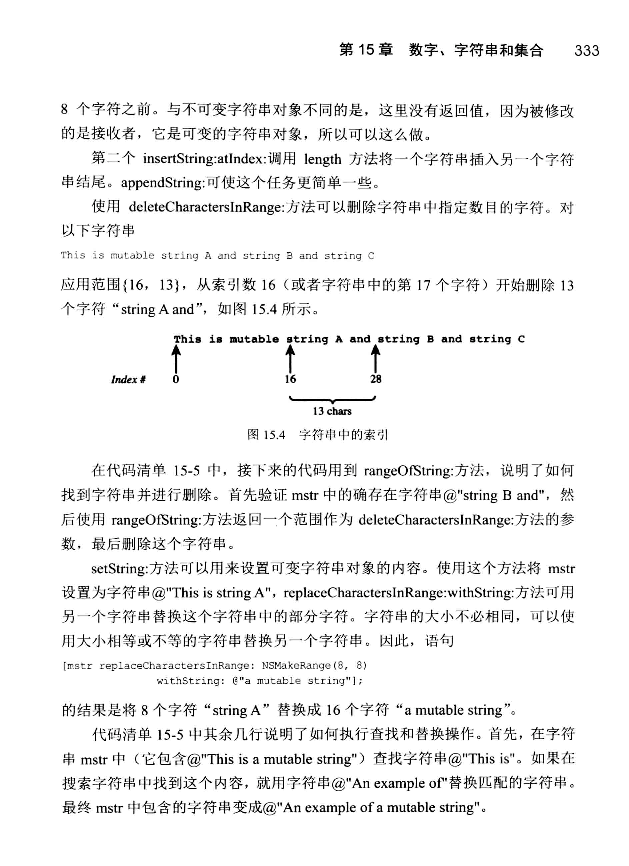 第 15 章 数字、字符串和集合 333
8 个字符之前。与不可变字符串对象不同的是，这里没有返回值，因为被修改
的是接收者，它是可变的字符串对象，所以可以这么做。
第二个 insertString:atIndex:调用 length 方法将一个字符串插入另一个字符
串结尾。appendString:可使这个任务更简单一些。
使用 deleteCharactersInRange:方法可以删除字符串中指定数目的字符。对
以下字符串
This is mutable string A and string B and string C
应用范围{16，13}，从索引数 16（或者字符串中的第 17 个字符）开始删除 13
个字符“string A and”，如图 15.4 所示。
This is mutable string A and string B and string C
Index # 0 16 28
13 chars
图 15.4 字符串中的索引
在代码清单 15-5 中，接下来的代码用到 rangeOfString:方法，说明了如何
找到字符串并进行删除。首先验证 mstr 中的确存在字符串@"string B and"，然
后使用 rangeOfString:方法返回一个范围作为 deleteCharactersInRange:方法的参
数，最后删除这个字符串。
setString:方法可以用来设置可变字符串对象的内容。使用这个方法将 mstr
设置为字符串@"This is string A"，replaceCharactersInRange:withString:方法可用
另一个字符串替换这个字符串中的部分字符。字符串的大小不必相同，可以使
用大小相等或不等的字符串替换另一个字符串。因此，语句
[mstr replaceCharactersInRange: NSMakeRange(8, 8)
withString: @"a mutable string"];
的结果是将 8 个字符“string A”替换成 16 个字符“a mutable string”。
代码清单 15-5 中其余几行说明了如何执行查找和替换操作。首先，在字符
串 mstr 中（它包含@"This is a mutable string"）查找字符串@"This is"。如果在
搜索字符串中找到这个内容，就用字符串@"An example of"替换匹配的字符串。
最终 mstr 中包含的字符串变成@"An example of a mutable string"。